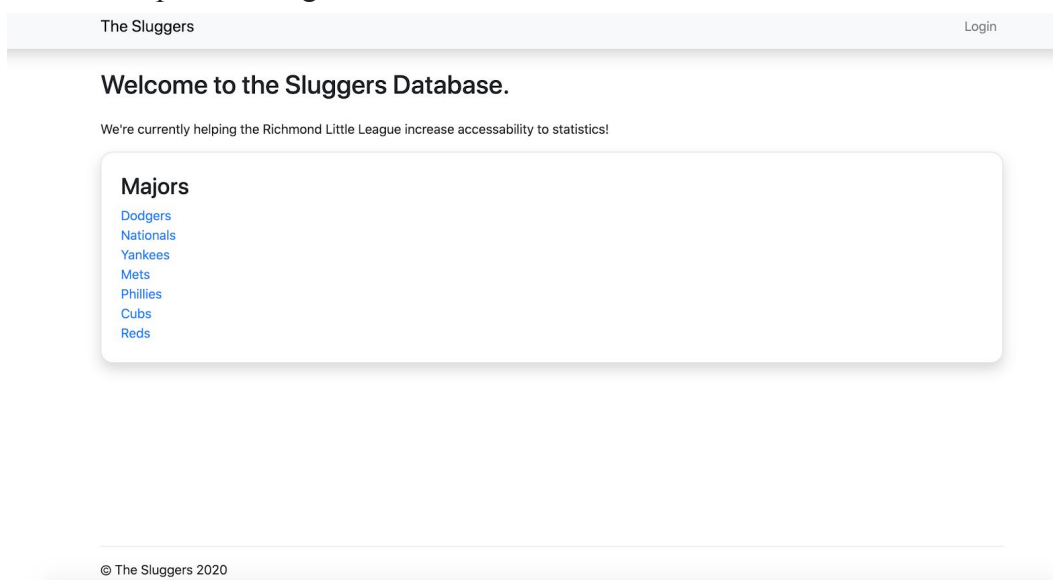 The Sluggers
Login
Welcome to the Sluggers Database.
We're currently helping the Richmond Little League increase accessability to statistics!
Majors
Dodgers
Nationals
Yankees
Mets
Phillies
Cubs
Reds
© The Sluggers 2020